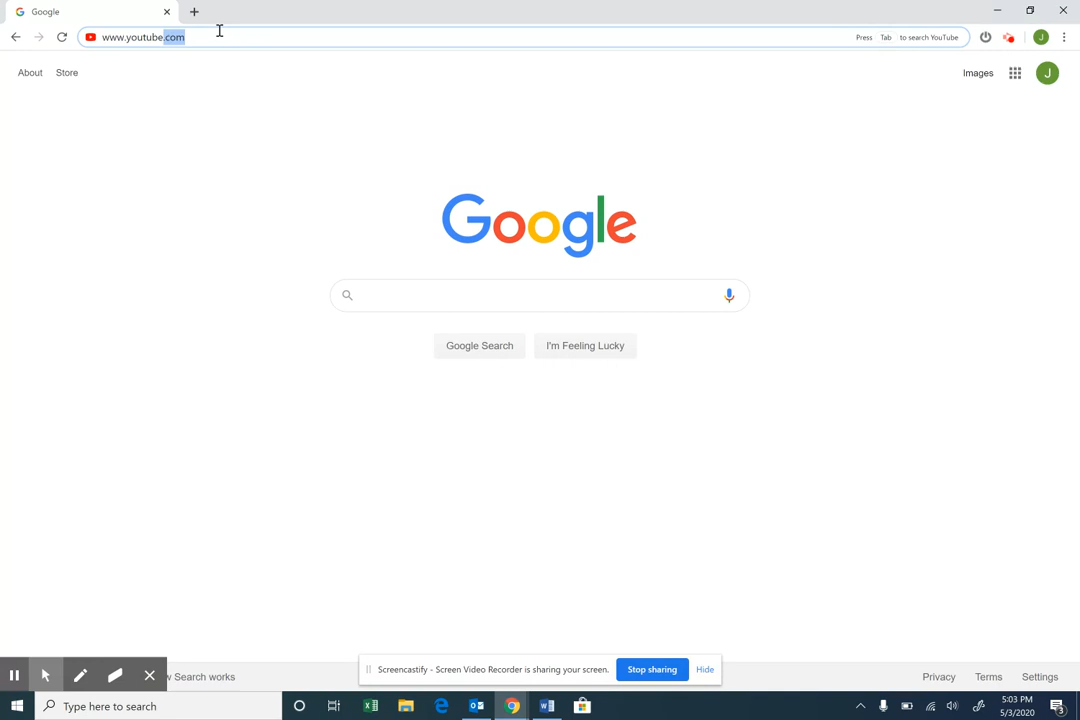 Google
www.youtube.com
Press Tab to search YouTube
J
About Store
Images
J
Google
Google Search I'm Feeling Lucky
Screencastify - Screen Video Recorder is sharing your screen. Stop sharing Hide
Search works
Privacy Terms Settings
Type here to search
5:03 PM
5/3/2020
3